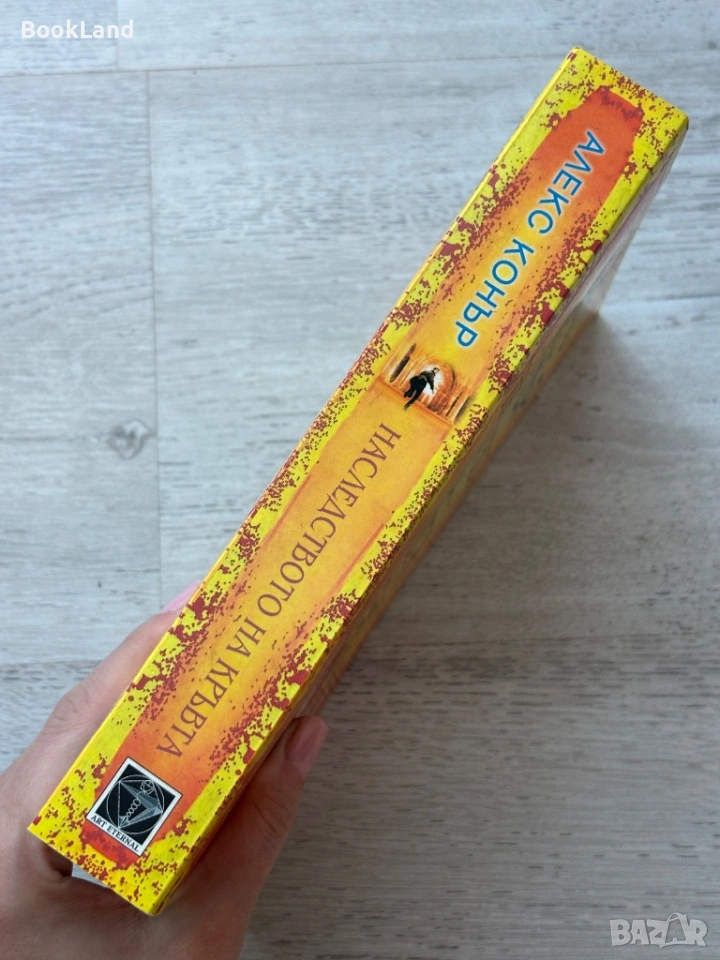 BookLand
АЛЕКС КОНЪР
НАСЛЕДСТВОТО НА КРЪВТА
ART ETERNAL
BAZAR